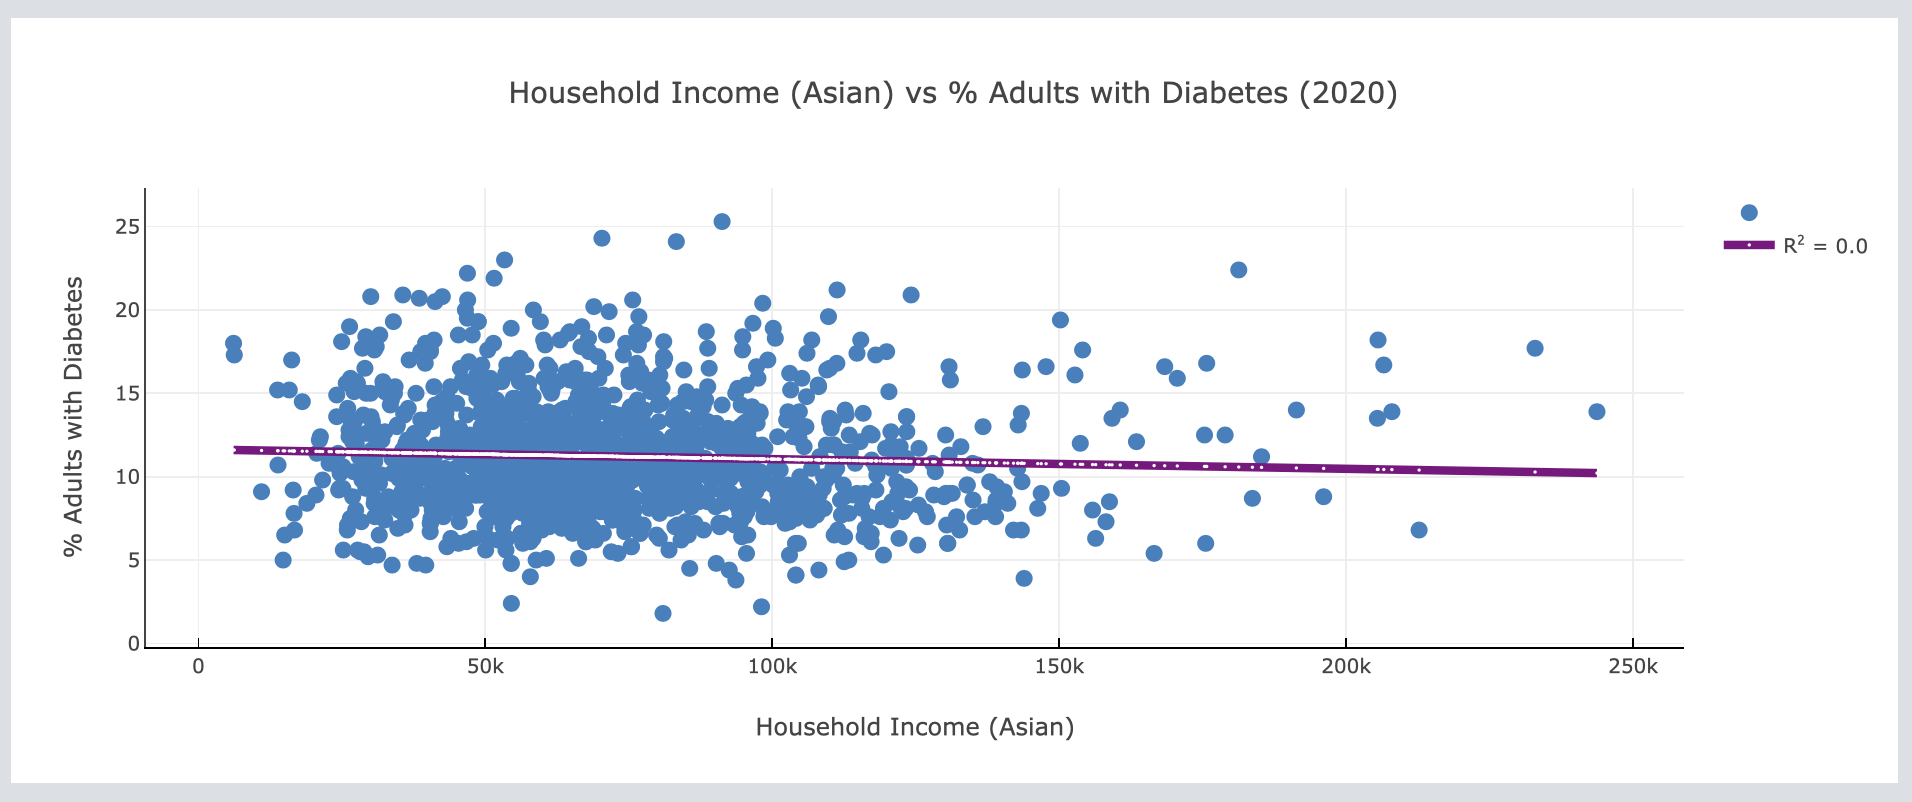 Household Income (Asian) vs % Adults with Diabetes (2020)
R² = 0.0
% Adults with Diabetes
25
20
15
10
5
0
0 50k 100k 150k 200k 250k
Household Income (Asian)